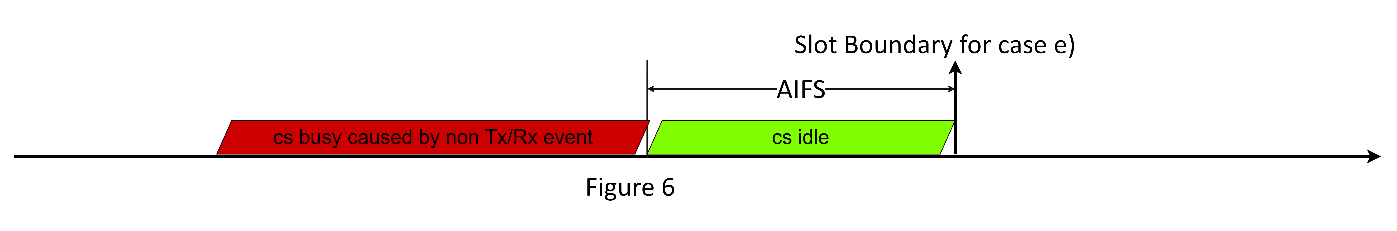 Slot Boundary for case e)
AIFS
cs busy caused by non Tx/Rx event
cs idle
Figure 6